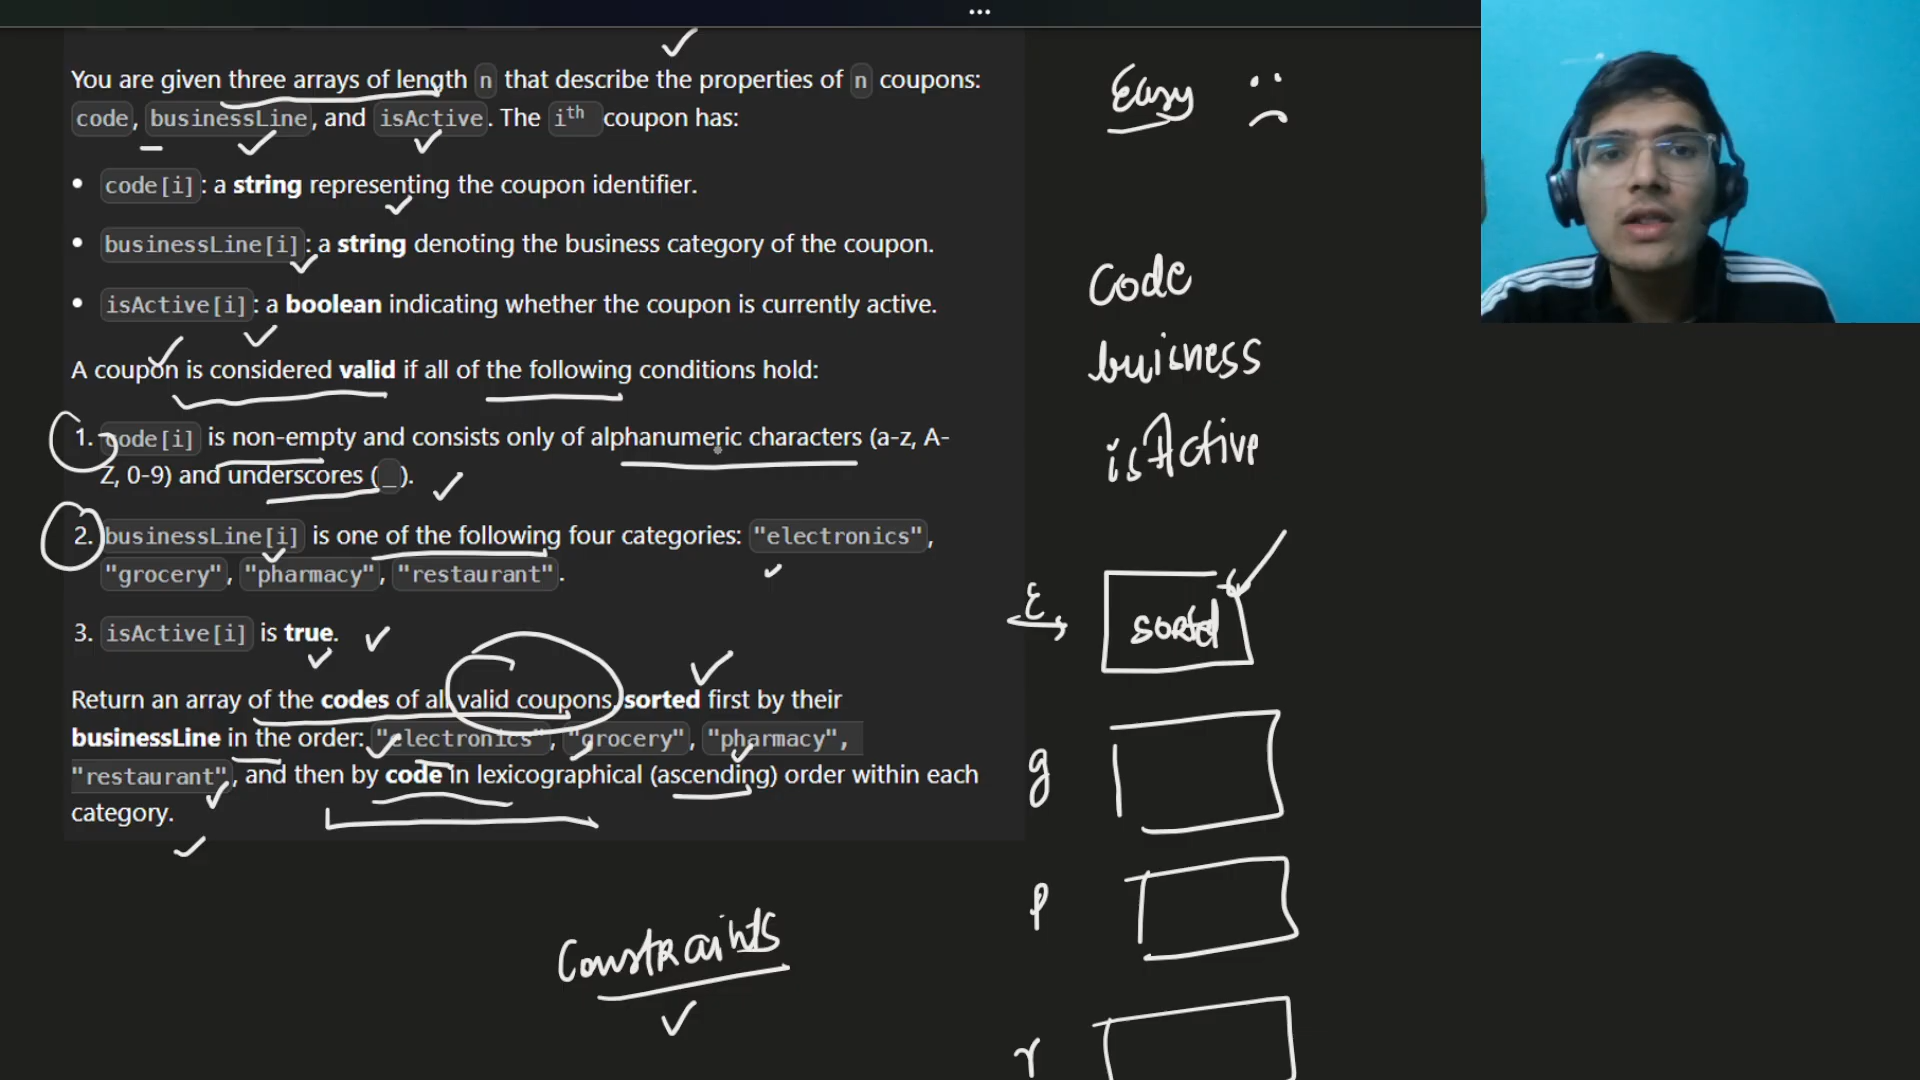 ...
You are given three arrays of length n that describe the properties of n coupons:
code, businessLine, and isActive. The ith coupon has:
• code[i]: a string representing the coupon identifier.
• businessLine[i]: a string denoting the business category of the coupon.
• isActive[i]: a boolean indicating whether the coupon is currently active.
A coupon is considered valid if all of the following conditions hold:
1. code[i] is non-empty and consists only of alphanumeric characters (a-z, A-
Z, 0-9) and underscores (_).
2. businessLine[i] is one of the following four categories: "electronics",
"grocery", "pharmacy", "restaurant".
3. isActive[i] is true.
Return an array of the codes of all valid coupons, sorted first by their
businessLine in the order: "electronics", "grocery", "pharmacy",
"restaurant", and then by code in lexicographical (ascending) order within each
category.
Constraints
Easy
Code
buisness
isActive
E
sorted
g
p
r